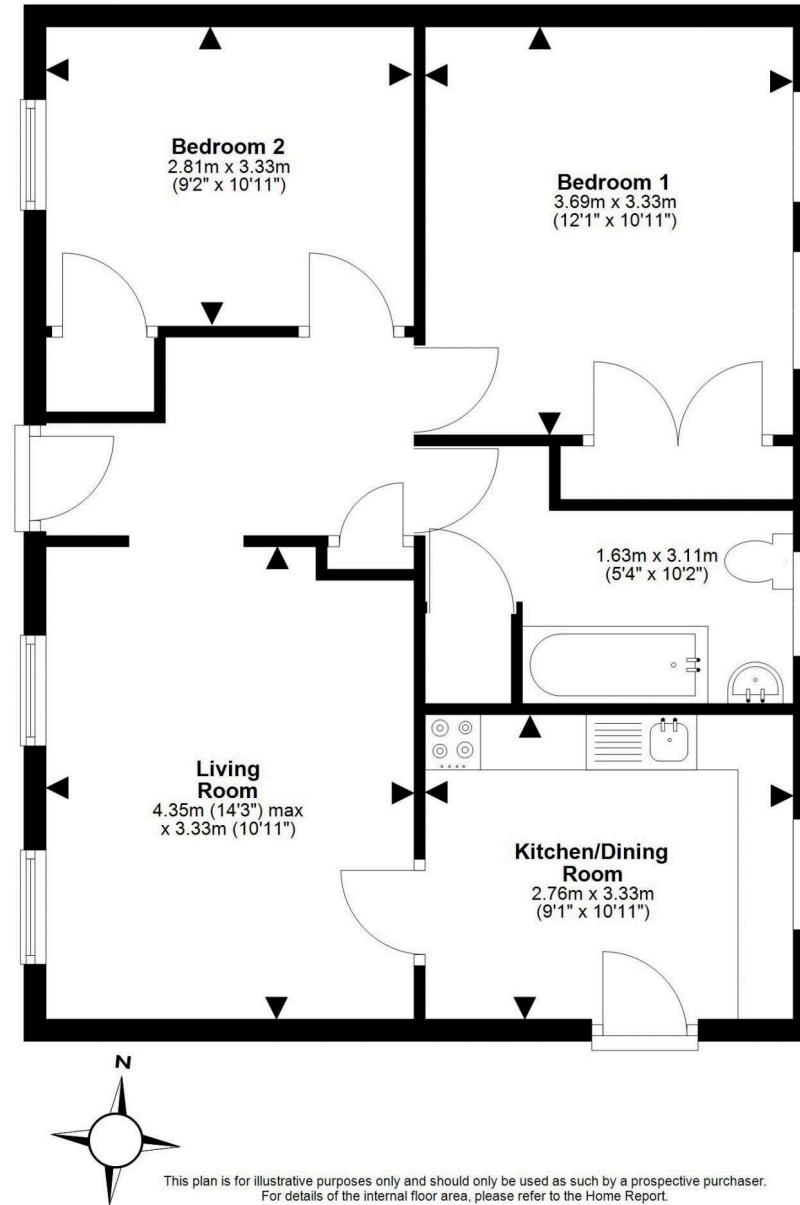 Bedroom 2
2.81m x 3.33m
(9'2" x 10'11")
Bedroom 1
3.69m x 3.33m
(12'1" x 10'11")
1.63m x 3.11m
(5'4" x 10'2")
Living
Room
4.35m (14'3") max
x 3.33m (10'11")
Kitchen/Dining
Room
2.76m x 3.33m
(9'1" x 10'11")
N
This plan is for illustrative purposes only and should only be used as such by a prospective purchaser.
For details of the internal floor area, please refer to the Home Report.